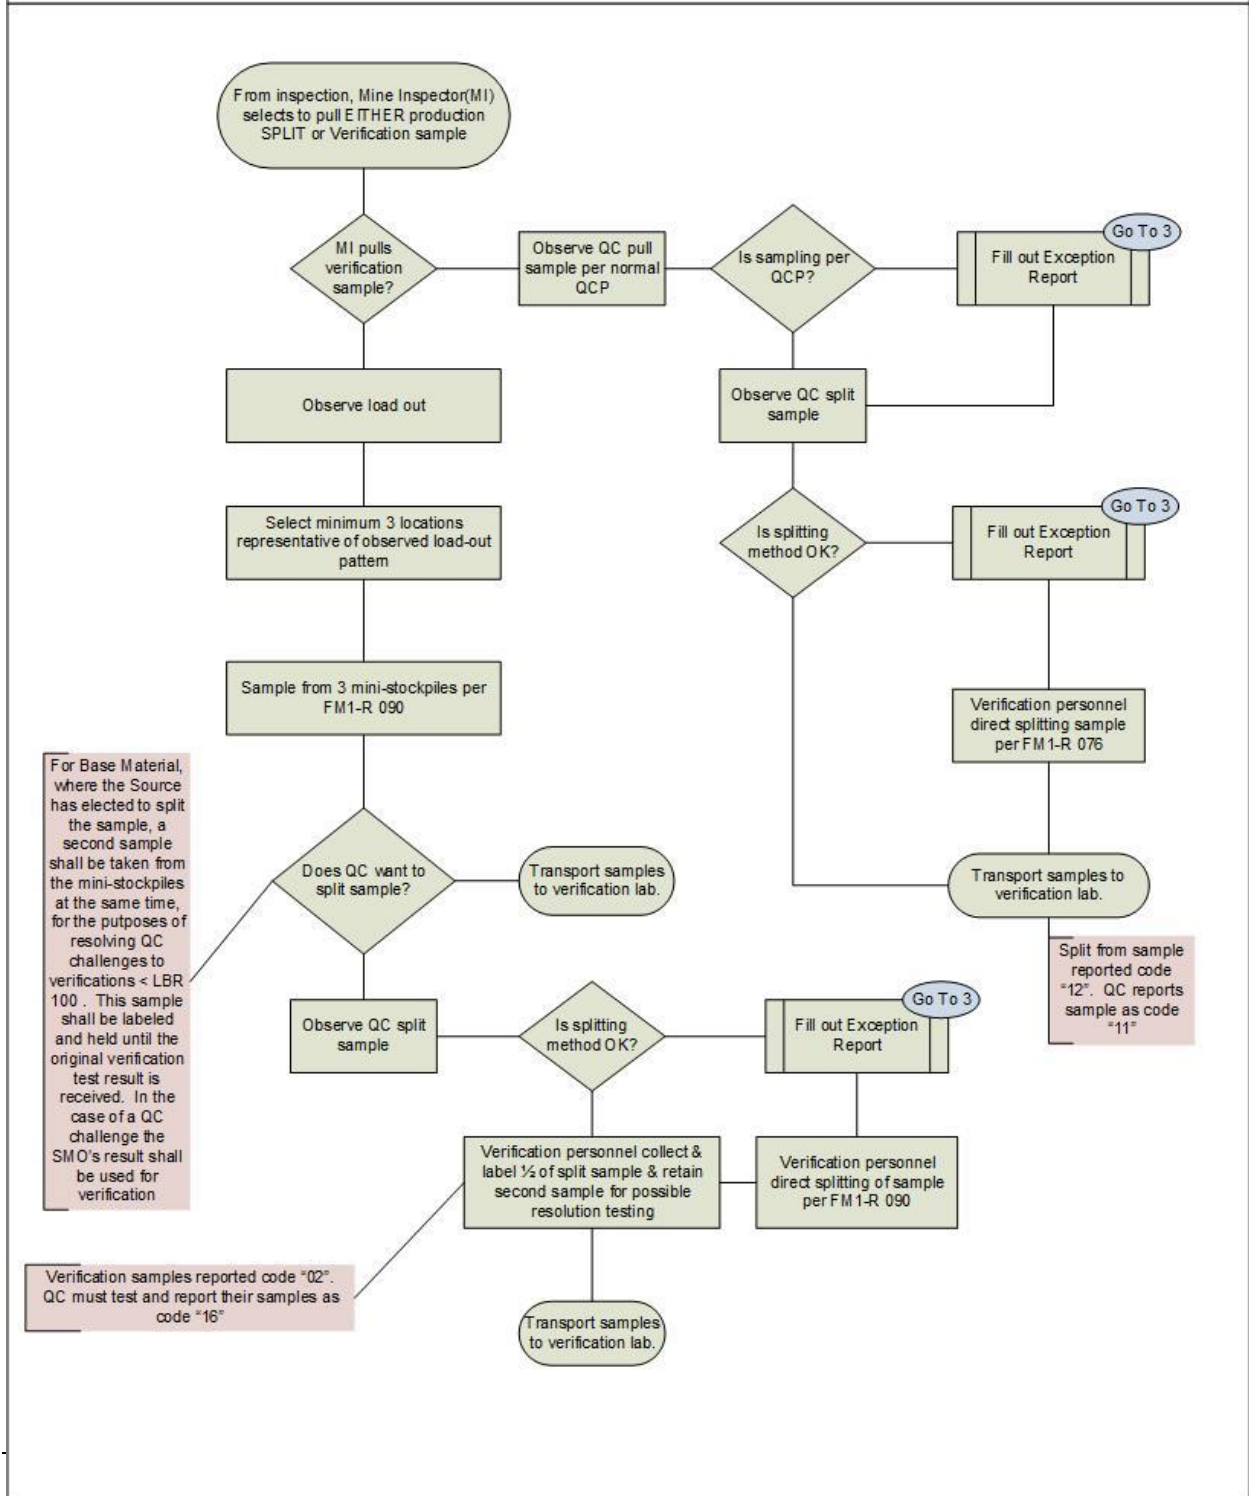 From inspection, Mine Inspector(MI)
selects to pull EITHER production
SPLIT or Verification sample
MI pulls
verification
sample?
Observe QC pull
sample per normal
QCP
Is sampling per
QCP?
Go To 3
Fill out Exception
Report
Observe load out
Observe QC split
sample
Select minimum 3 locations
representative of observed load-out
pattern
Is splitting
method OK?
Go To 3
Fill out Exception
Report
Sample from 3 mini-stockpiles per
FM1-R 090
Verification personnel
direct splitting sample
per FM1-R 076
For Base Material,
where the Source
has elected to split
the sample, a
second sample
shall be taken from
the mini-stockpiles
at the same time,
for the putposes of
resolving QC
challenges to
verifications < LBR
100 . This sample
shall be labeled
and held until the
original verification
test result is
received. In the
case of a QC
challenge the
SMO's result shall
be used for
verification
Does QC want to
split sample?
Transport samples
to verification lab.
Transport samples to
verification lab.
Split from sample
reported code
"12". QC reports
sample as code
"11"
Observe QC split
sample
Is splitting
method OK?
Go To 3
Fill out Exception
Report
Verification personnel collect &
label ½ of split sample & retain
second sample for possible
resolution testing
Verification personnel
direct splitting of sample
per FM1-R 090
Verification samples reported code "02".
QC must test and report their samples as
code "16"
Transport samples
to verification lab.